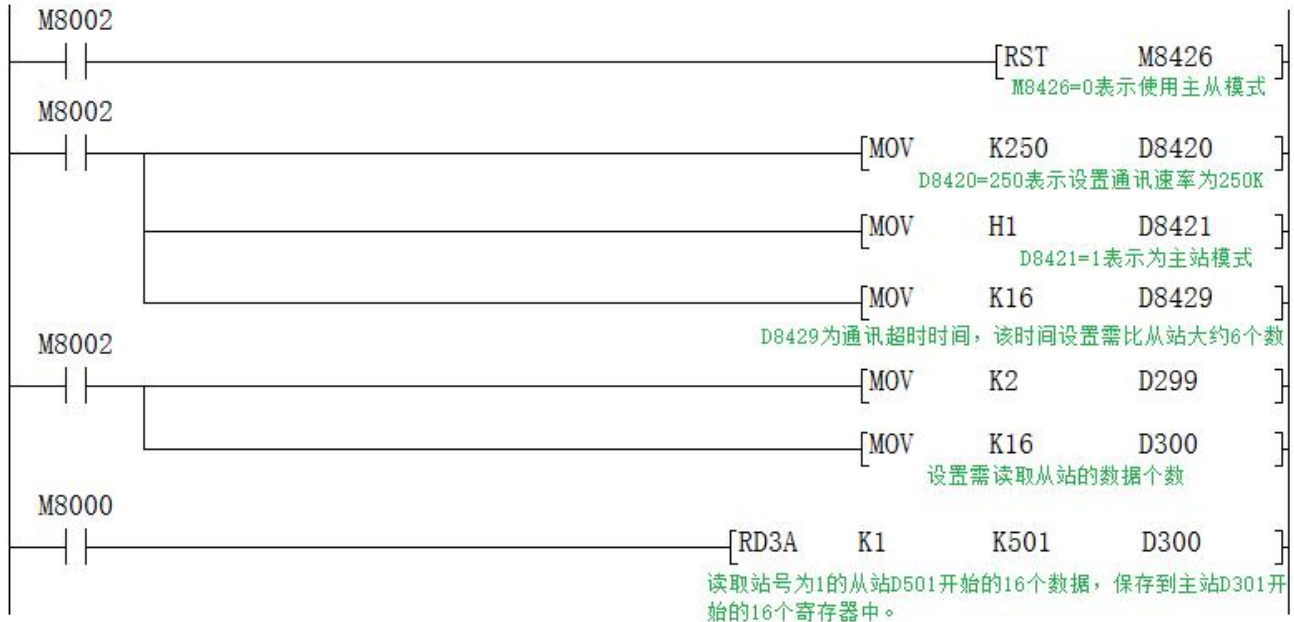 M8002
[RST M8426 ]
M8426=0表示使用主从模式
M8002
[MOV K250 D8420 ]
D8420=250表示设置通讯速率为250K
[MOV H1 D8421 ]
D8421=1表示为主站模式
[MOV K16 D8429 ]
D8429为通讯超时时间，该时间设置需比从站大约6个数
M8002
[MOV K2 D299 ]
[MOV K16 D300 ]
设置需读取从站的数据个数
M8000
[RD3A K1 K501 D300 ]
读取站号为1的从站D501开始的16个数据，保存到主站D301开
始的16个寄存器中。